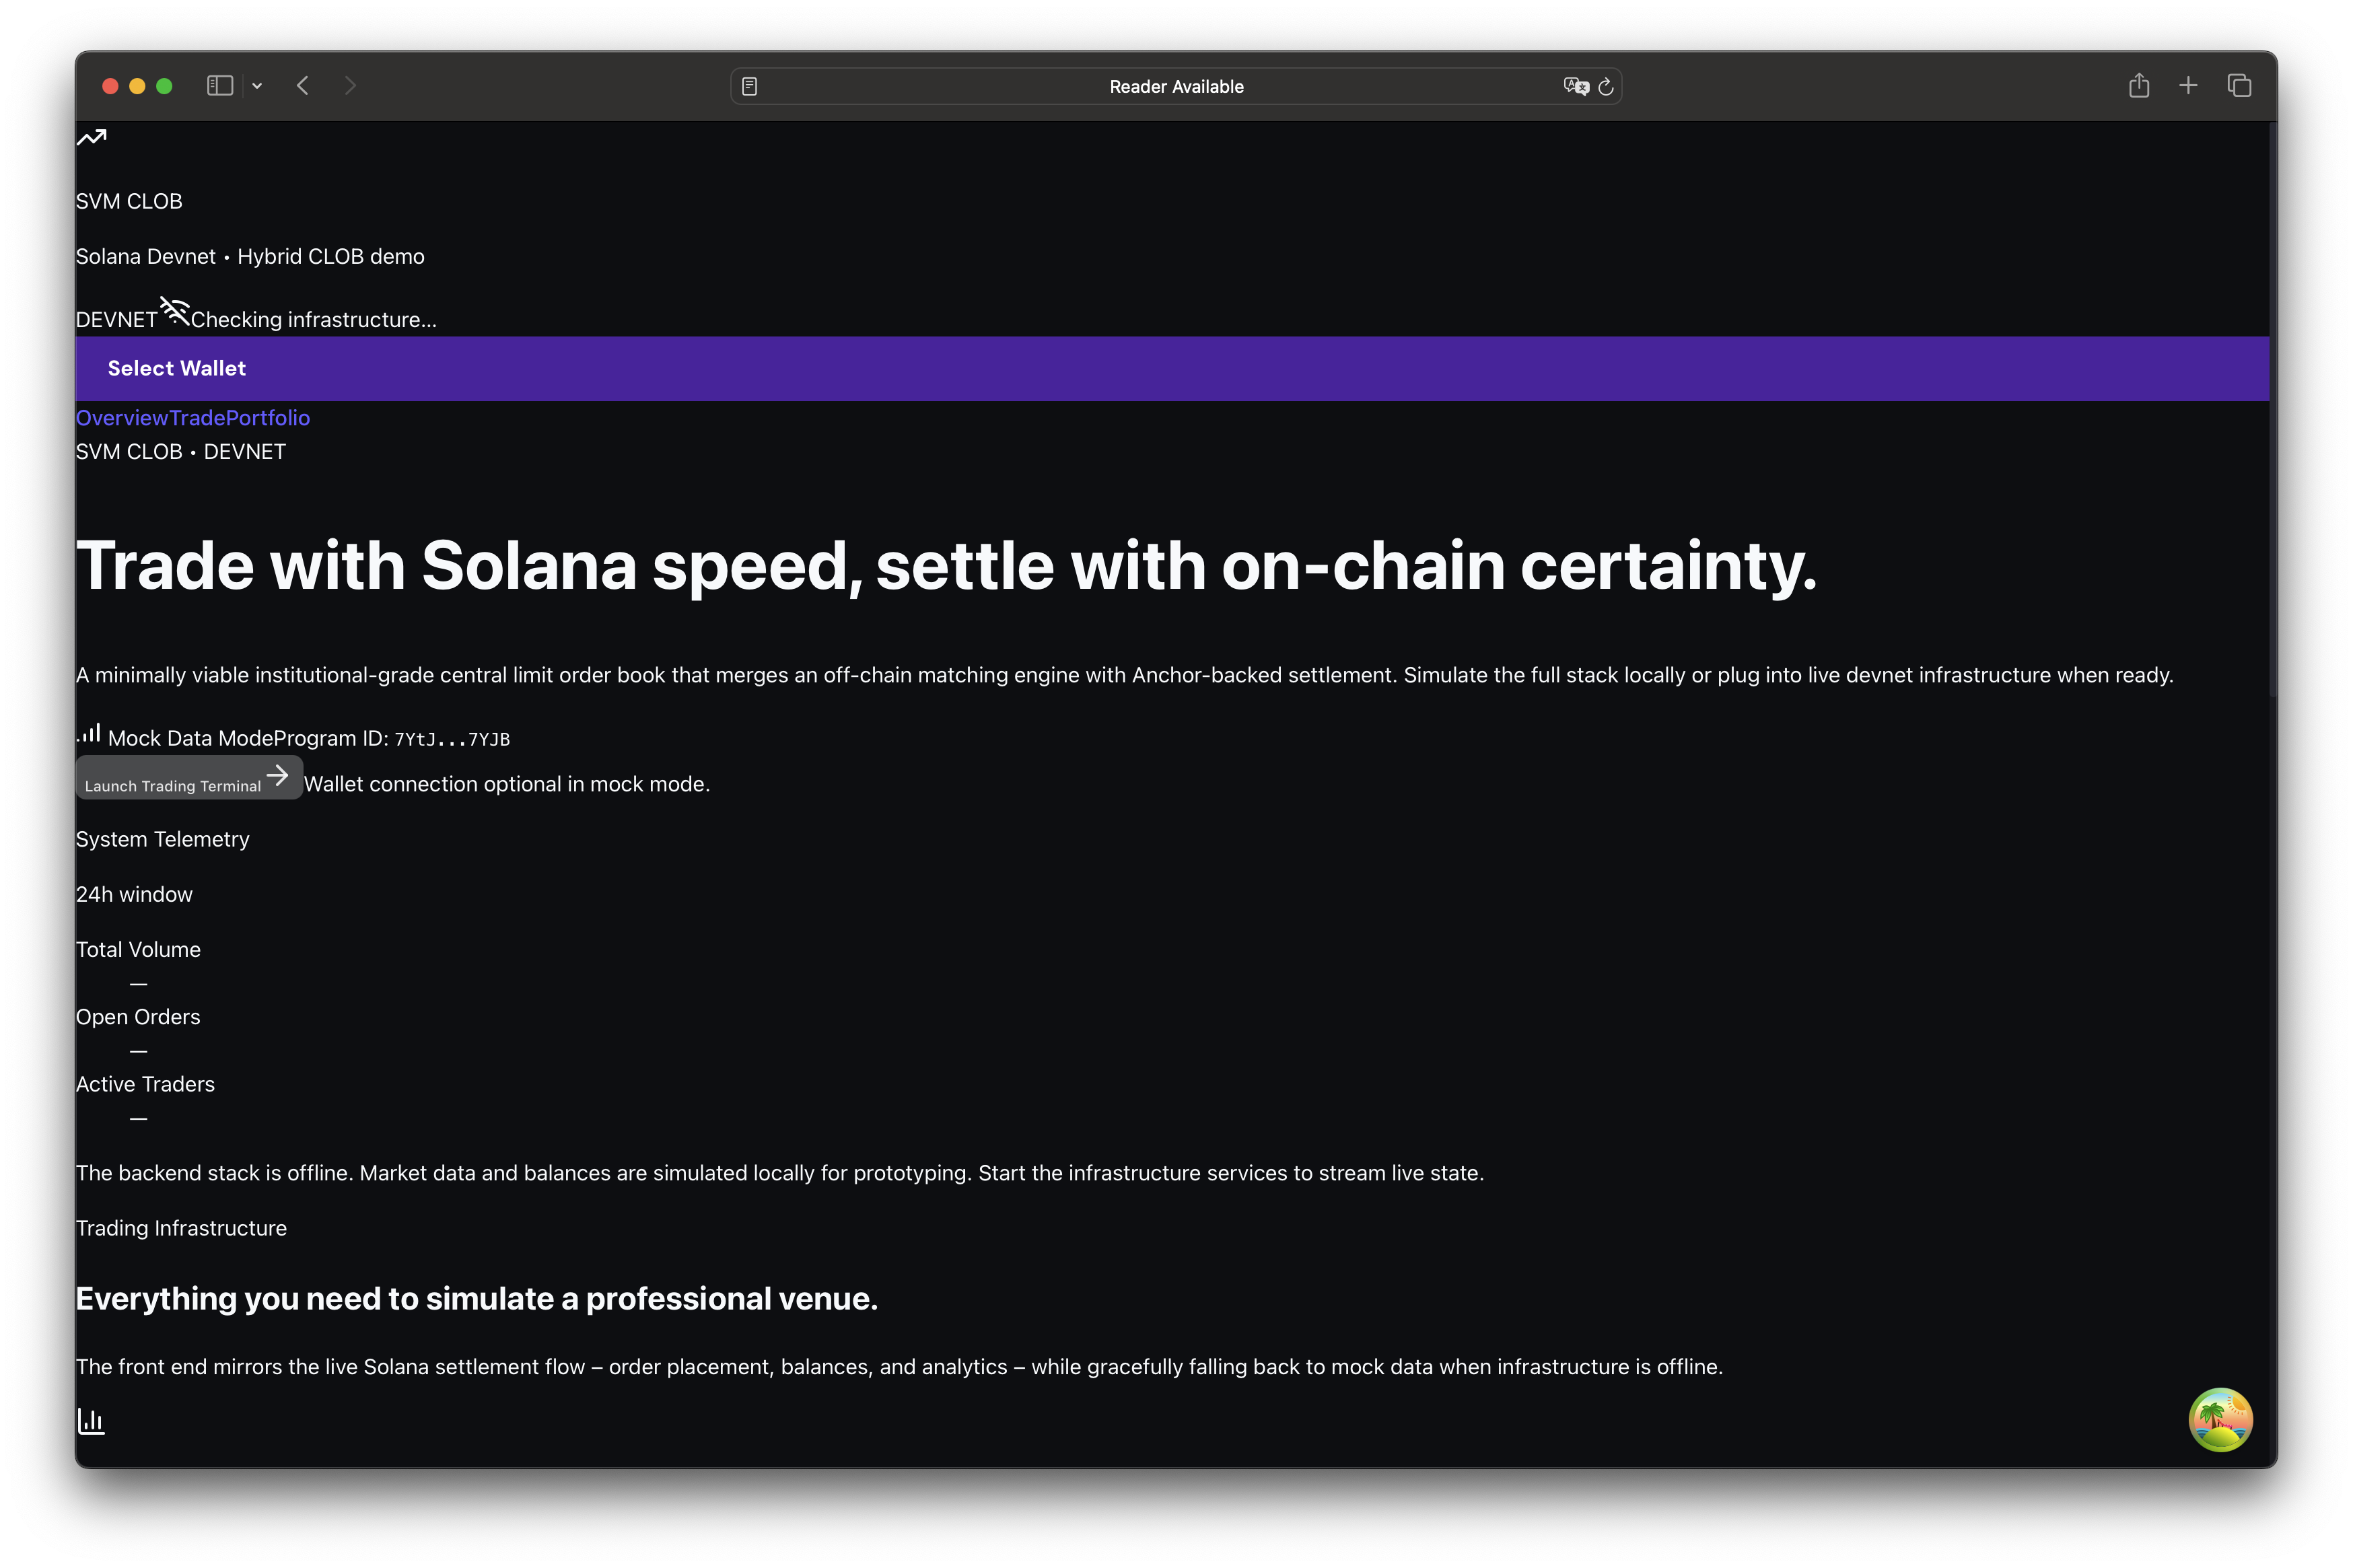 Reader Available
SVM CLOB
Solana Devnet • Hybrid CLOB demo
DEVNET Checking infrastructure...
Select Wallet
OverviewTradePortfolio
SVM CLOB • DEVNET
Trade with Solana speed, settle with on-chain certainty.
A minimally viable institutional-grade central limit order book that merges an off-chain matching engine with Anchor-backed settlement. Simulate the full stack locally or plug into live devnet infrastructure when ready.
Mock Data ModeProgram ID: 7YtJ...7YJB
Launch Trading Terminal Wallet connection optional in mock mode.
System Telemetry
24h window
Total Volume
—
Open Orders
—
Active Traders
—
The backend stack is offline. Market data and balances are simulated locally for prototyping. Start the infrastructure services to stream live state.
Trading Infrastructure
Everything you need to simulate a professional venue.
The front end mirrors the live Solana settlement flow – order placement, balances, and analytics – while gracefully falling back to mock data when infrastructure is offline.